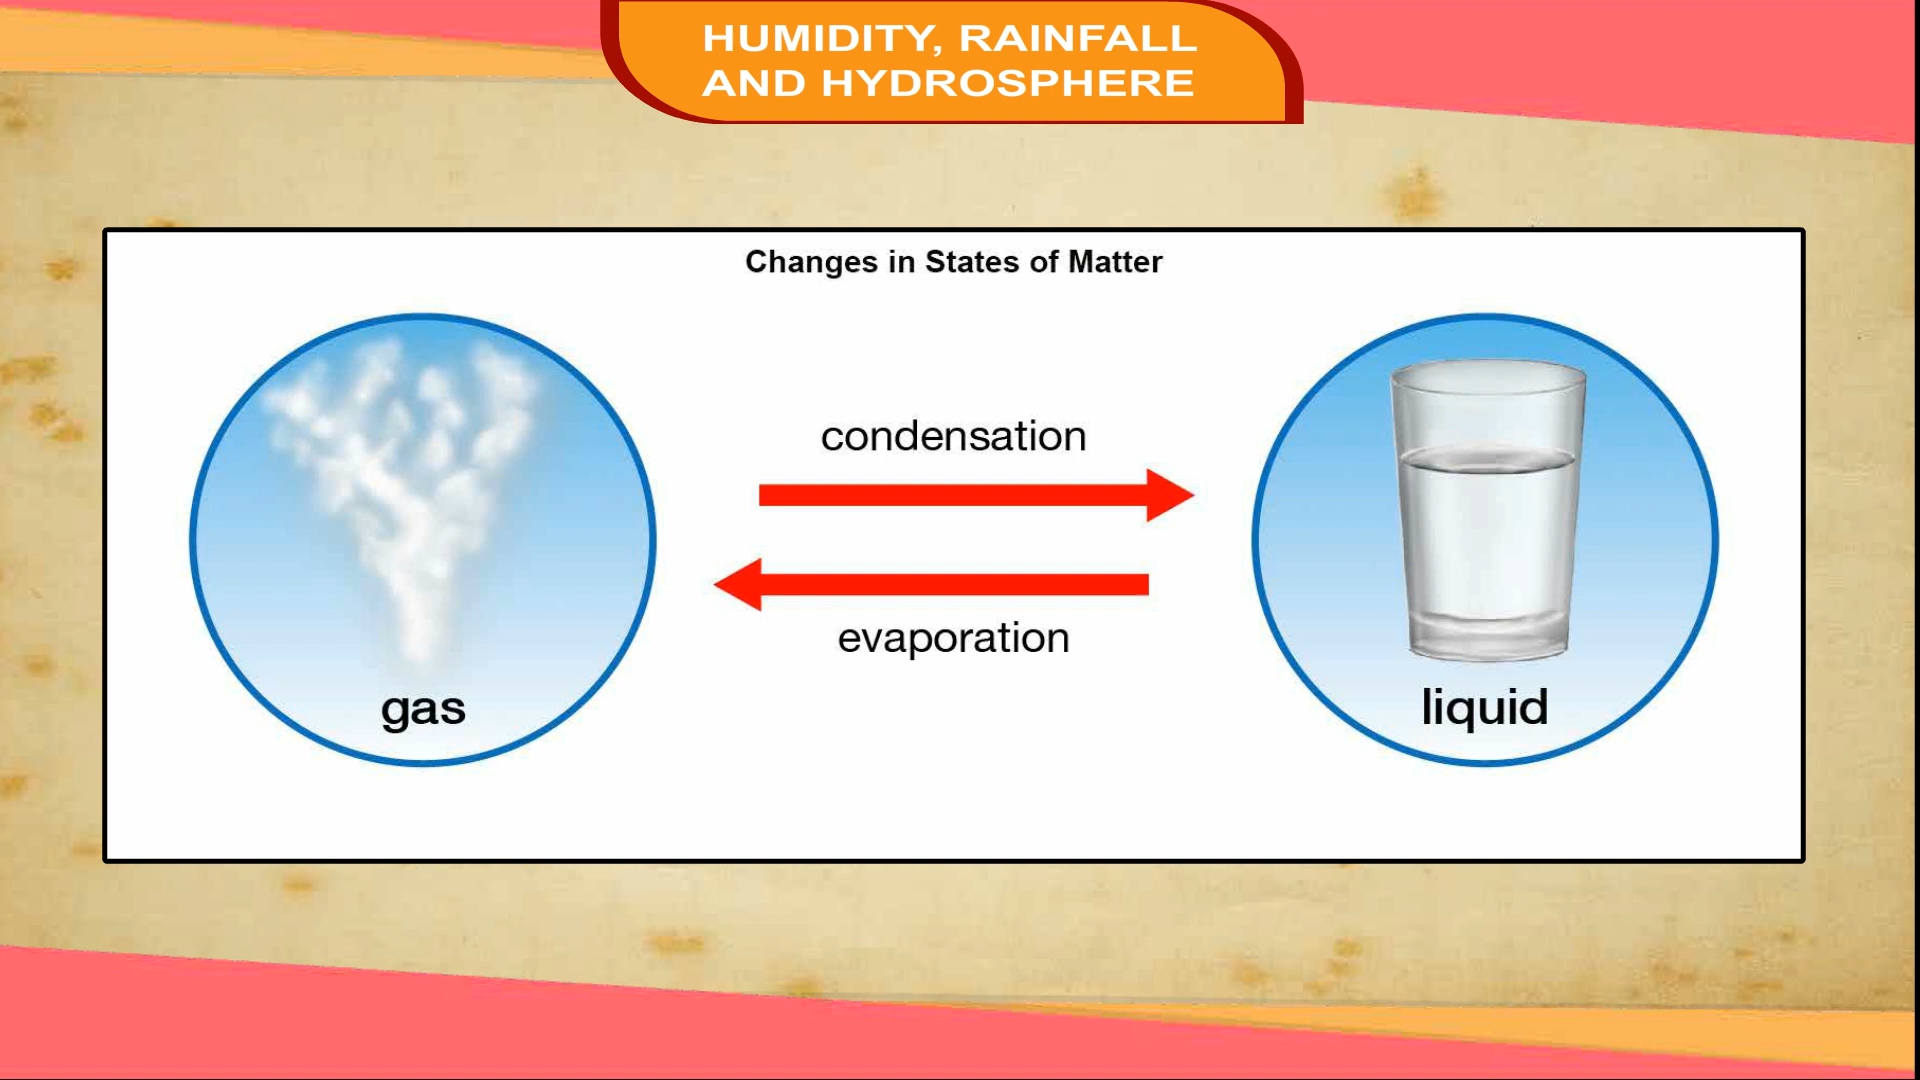 HUMIDITY, RAINFALL
AND HYDROSPHERE
Changes in States of Matter
condensation
evaporation
gas
liquid